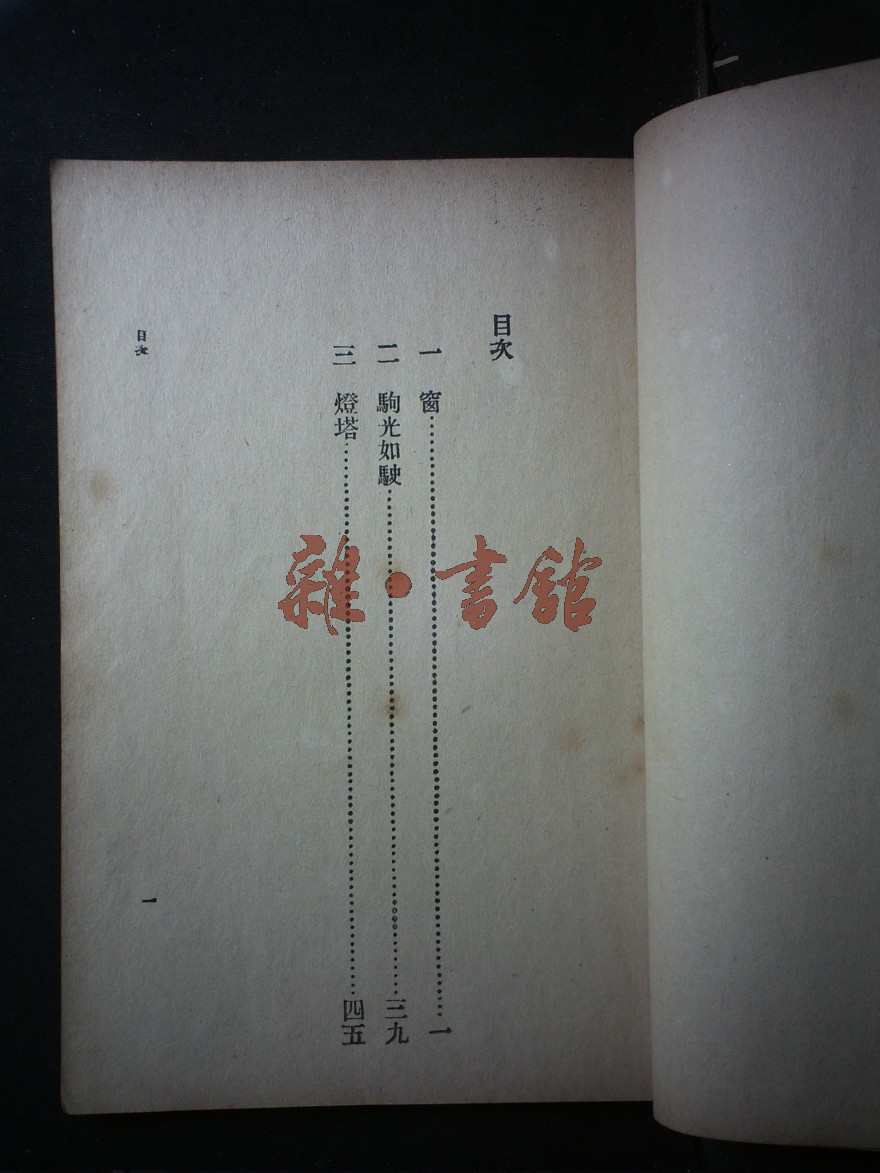 目次
一 窗……一
二 駒光如駛……三九
三 燈塔……四五
目次
一
雜·書館